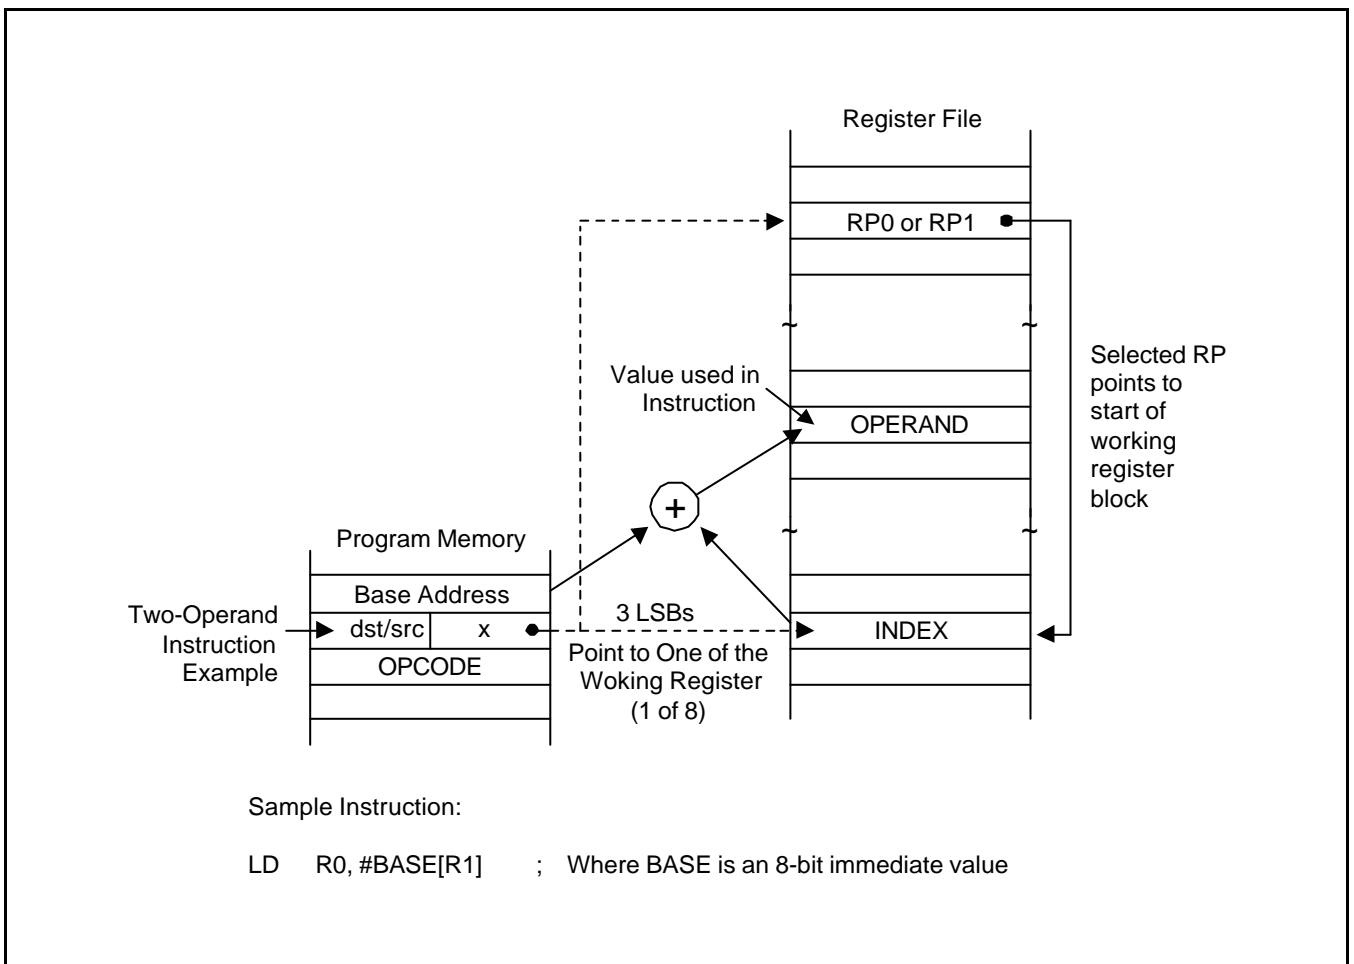 Register File
RP0 or RP1
Selected RP
points to
start of
working
register
block
Value used in
Instruction
OPERAND
+
Program Memory
Base Address
Two-Operand
Instruction
Example
dst/src
x
3 LSBs
INDEX
OPCODE
Point to One of the
Woking Register
(1 of 8)
~
~
~
~
Sample Instruction:
LD R0, #BASE[R1] ; Where BASE is an 8-bit immediate value